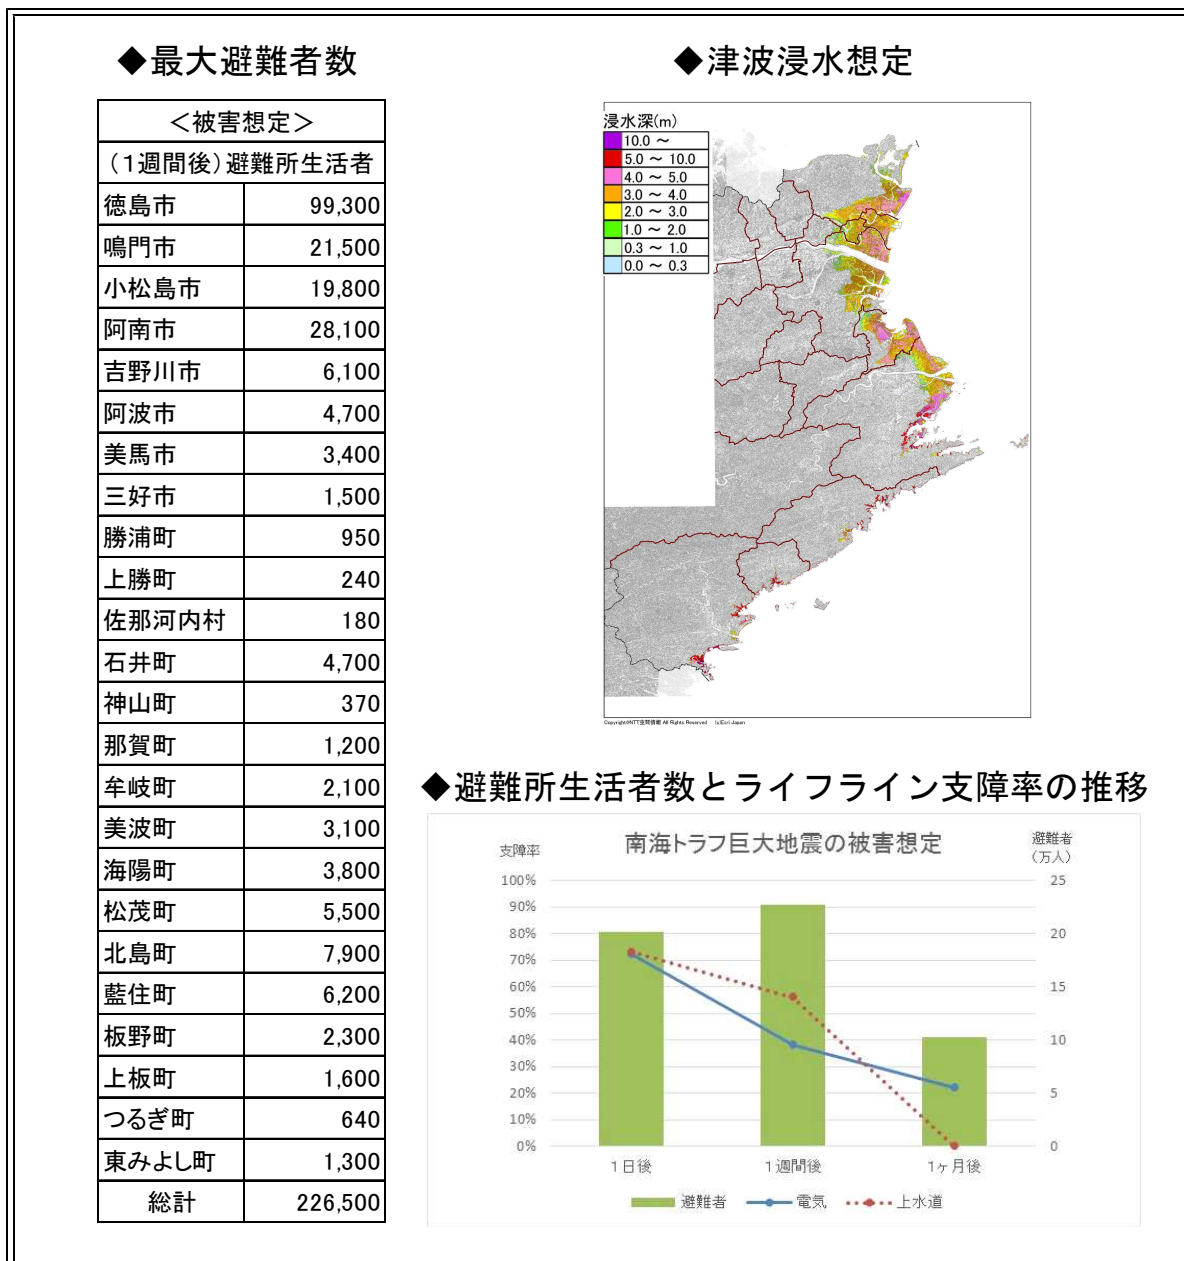 ◆最大避難者数
＜被害想定＞
(1週間後)避難所生活者
徳島市 99,300
鳴門市 21,500
小松島市 19,800
阿南市 28,100
吉野川市 6,100
阿波市 4,700
美馬市 3,400
三好市 1,500
勝浦町 950
上勝町 240
佐那河内村 180
石井町 4,700
神山町 370
那賀町 1,200
牟岐町 2,100
美波町 3,100
海陽町 3,800
松茂町 5,500
北島町 7,900
藍住町 6,200
板野町 2,300
上板町 1,600
つるぎ町 640
東みよし町 1,300
総計 226,500
◆津波浸水想定
浸水深(m)
10.0 ～
5.0 ～ 10.0
4.0 ～ 5.0
3.0 ～ 4.0
2.0 ～ 3.0
1.0 ～ 2.0
0.3 ～ 1.0
0.0 ～ 0.3
Copyright©NTT空間情報 All Rights Reserved (c)Esri Japan
◆避難所生活者数とライフライン支障率の推移
南海トラフ巨大地震の被害想定
支障率
避難者
(万人)
100% 25
90%
80% 20
70%
60% 15
50%
40% 10
30%
20% 5
10%
0% 0
1日後 1週間後 1ヶ月後
避難者 電気 上水道